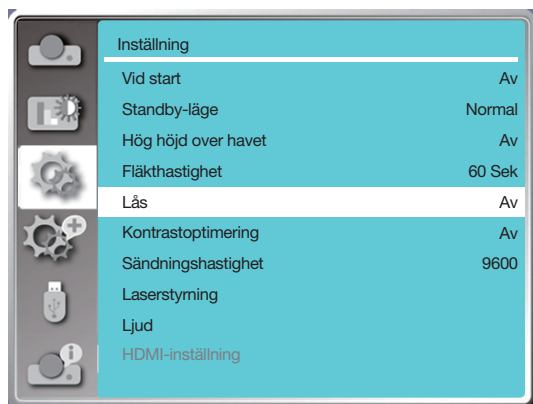 Inställning
Vid start Av
Standby-läge Normal
Hög höjd over havet Av
Fläkthastighet 60 Sek
Lås Av
Kontrastoptimering Av
Sändningshastighet 9600
Laserstyrning
Ljud
HDMI-inställning